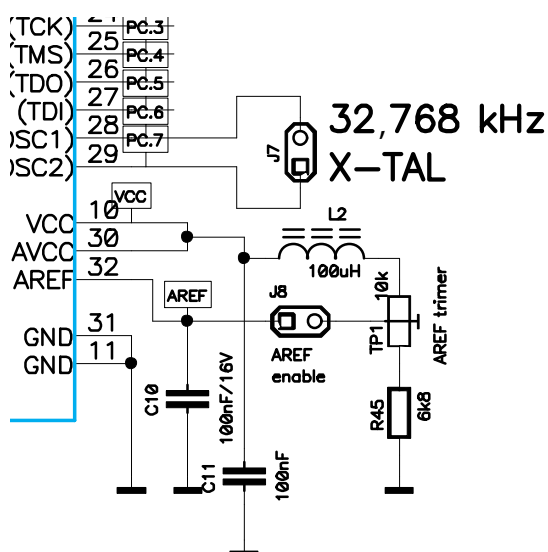 (TCK)
PC.3
25
(TMS)
PC.4
26
(TDO)
PC.5
27
(TDI)
PC.6
28
OSC1)
PC.7
29
OSC2)
J7
32,768 kHz
X-TAL
VCC
VCC 10
AVCC 30
AREF 32
L2
100uH
AREF
J8
AREF
enable
10k
TP1
AREF trimer
GND 31
GND 11
C10
100nF/16V
R45
6k8
C11
100nF